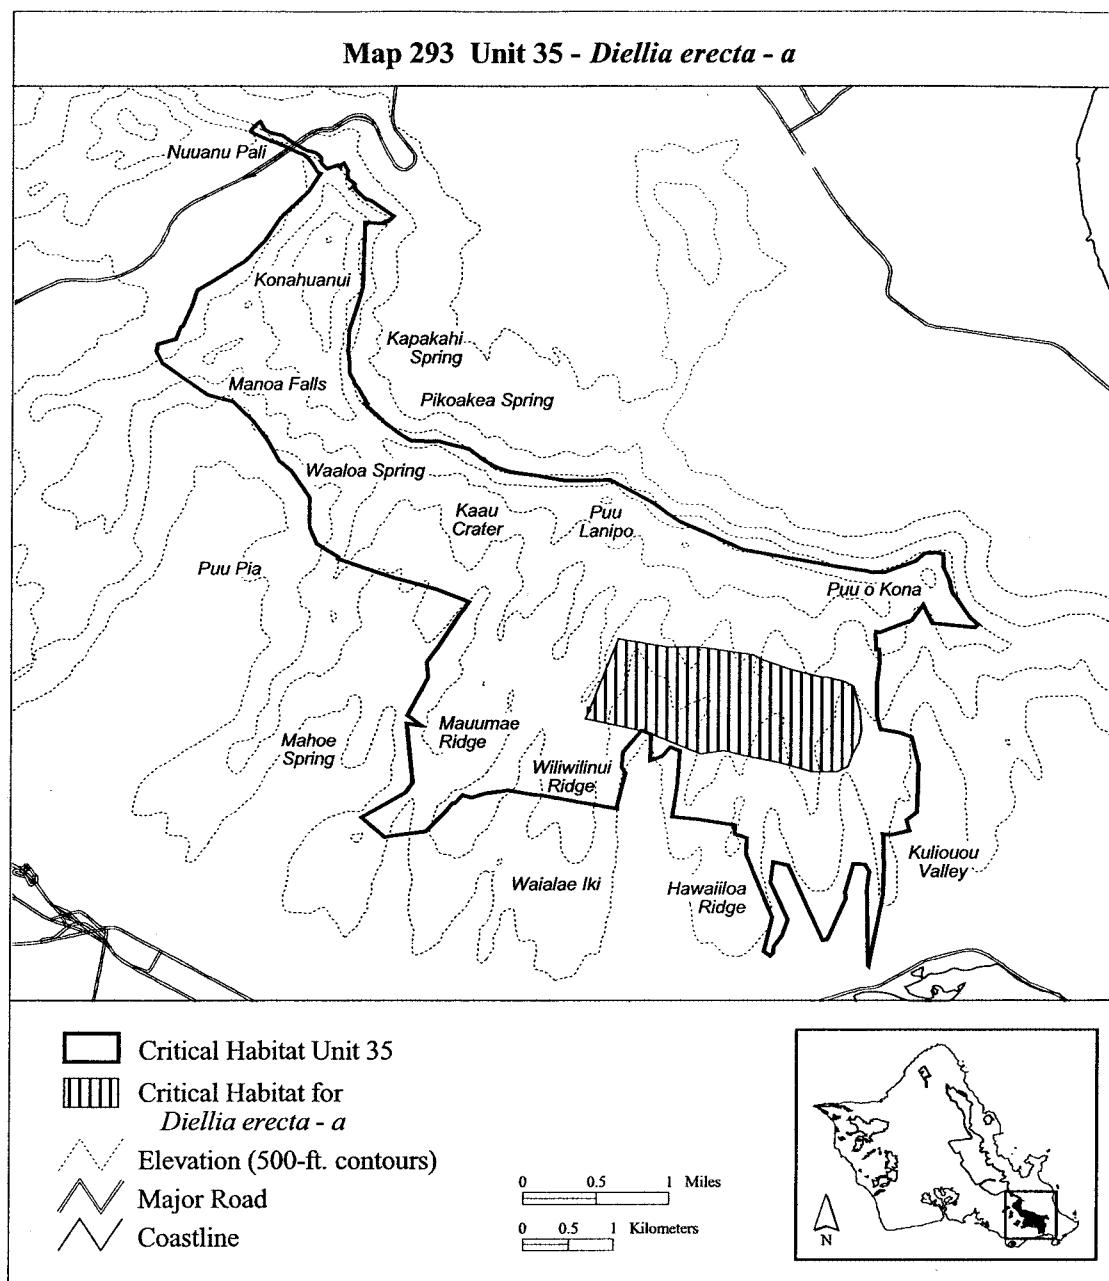 Map 293 Unit 35 - Diellia erecta - a
Nuuanu Pali
Konahuanui
Kapakahi
Spring
Manoa Falls
Pikoakea Spring
Waaloa Spring
Kaau
Crater
Puu
Lanipo
Puu Pia
Puu o Kona
Mahoe
Spring
Mauumae
Ridge
Wiliwilinui
Ridge
Waialae Iki
Hawaiiloa
Ridge
Kuliouou
Valley
Critical Habitat Unit 35
Critical Habitat for
Diellia erecta - a
Elevation (500-ft. contours)
Major Road
Coastline
0 0.5 1 Miles
0 0.5 1 Kilometers
N